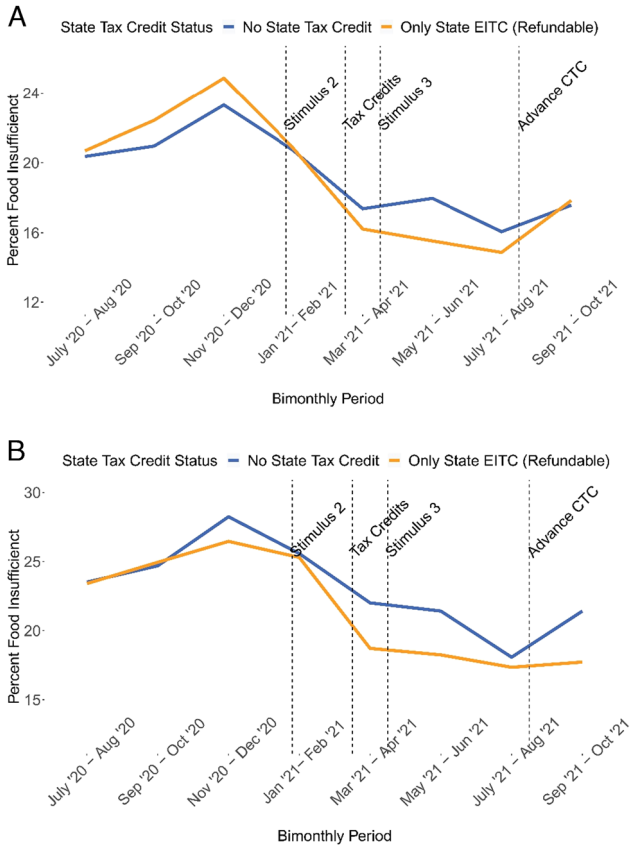 A
State Tax Credit Status No State Tax Credit Only State EITC (Refundable)
Percent Food Insufficienct
24
20
16
12
Stimulus 2
Tax Credits
Stimulus 3
Advance CTC
July '20 – Aug '20
Sep '20 – Oct '20
Nov '20 – Dec '20
Jan '21– Feb '21
Mar '21 – Apr '21
May '21 – Jun '21
July '21 – Aug '21
Sep '21 – Oct '21
Bimonthly Period
B
State Tax Credit Status No State Tax Credit Only State EITC (Refundable)
Percent Food Insufficienct
30
25
20
15
Stimulus 2
Tax Credits
Stimulus 3
Advance CTC
July '20 – Aug '20
Sep '20 – Oct '20
Nov '20 – Dec '20
Jan '21– Feb '21
Mar '21 – Apr '21
May '21 – Jun '21
July '21 – Aug '21
Sep '21 – Oct '21
Bimonthly Period